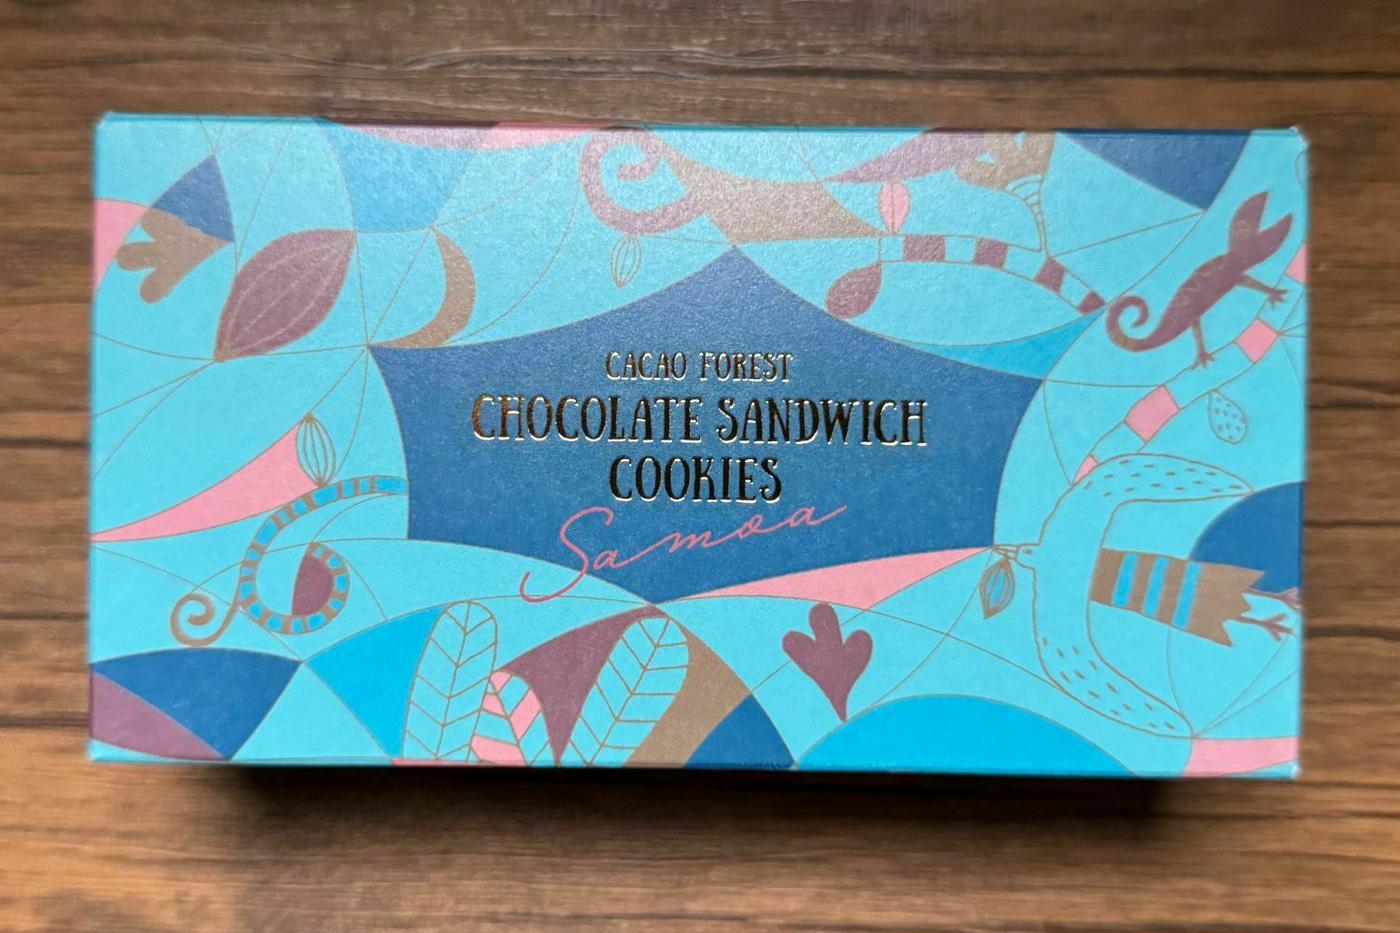 CACAO FOREST
CHOCOLATE SANDWICH
COOKIES
Samoa